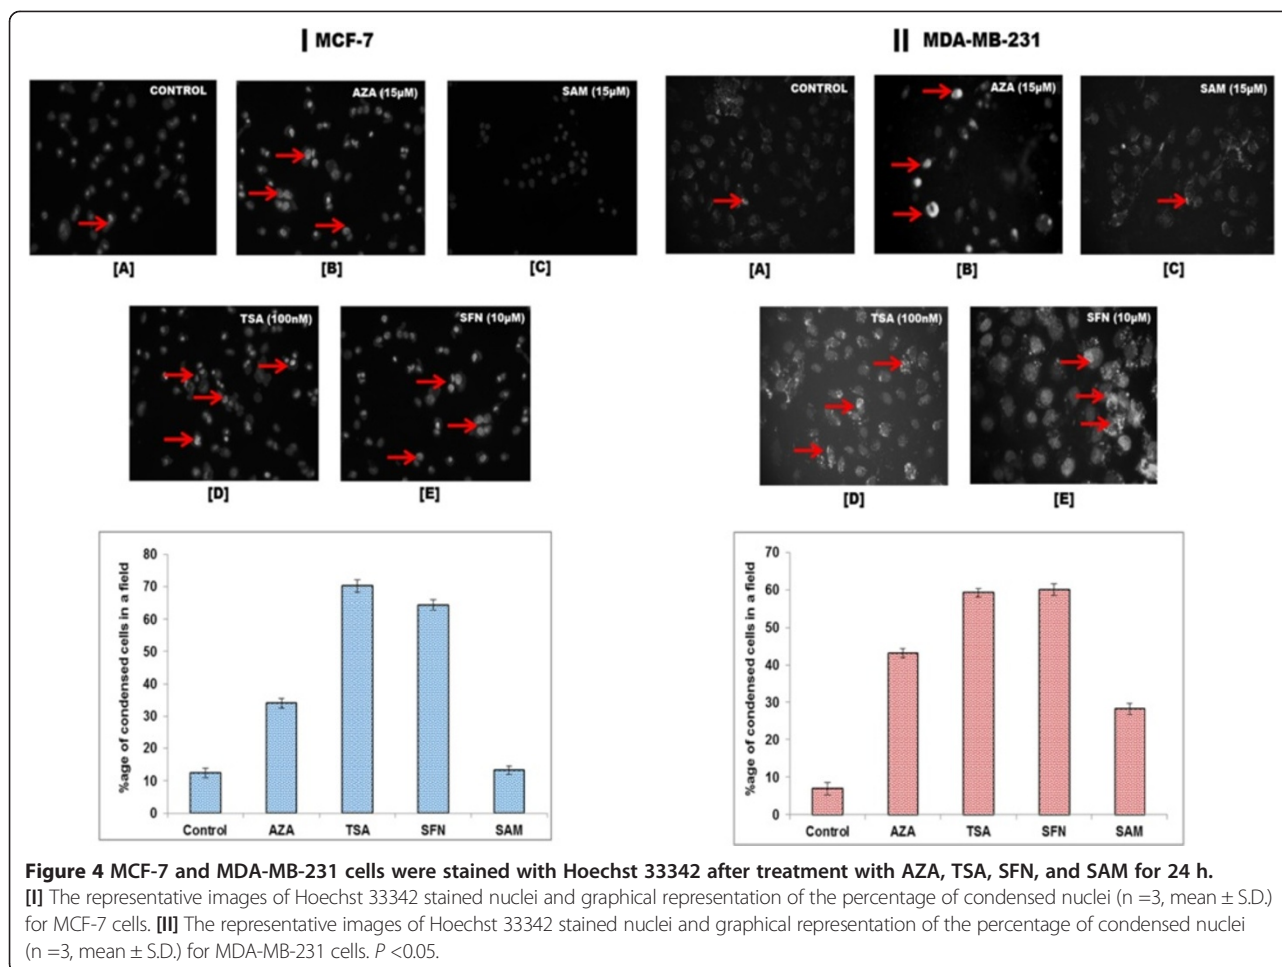 I MCF-7
CONTROL
AZA (15µM)
SAM (15µM)
[A]
[B]
[C]
TSA (100nM)
SFN (10µM)
[D]
[E]
%age of condensed cells in a field
80
70
60
50
40
30
20
10
0
Control AZA TSA SFN SAM
II MDA-MB-231
CONTROL
AZA (15µM)
SAM (15µM)
[A]
[B]
[C]
TSA (100nM)
SFN (10µM)
[D]
[E]
%age of condensed cells in a field
70
60
50
40
30
20
10
0
Control AZA TSA SFN SAM
Figure 4 MCF-7 and MDA-MB-231 cells were stained with Hoechst 33342 after treatment with AZA, TSA, SFN, and SAM for 24 h.
[I] The representative images of Hoechst 33342 stained nuclei and graphical representation of the percentage of condensed nuclei (n =3, mean ± S.D.)
for MCF-7 cells. [II] The representative images of Hoechst 33342 stained nuclei and graphical representation of the percentage of condensed nuclei
(n =3, mean ± S.D.) for MDA-MB-231 cells. P <0.05.